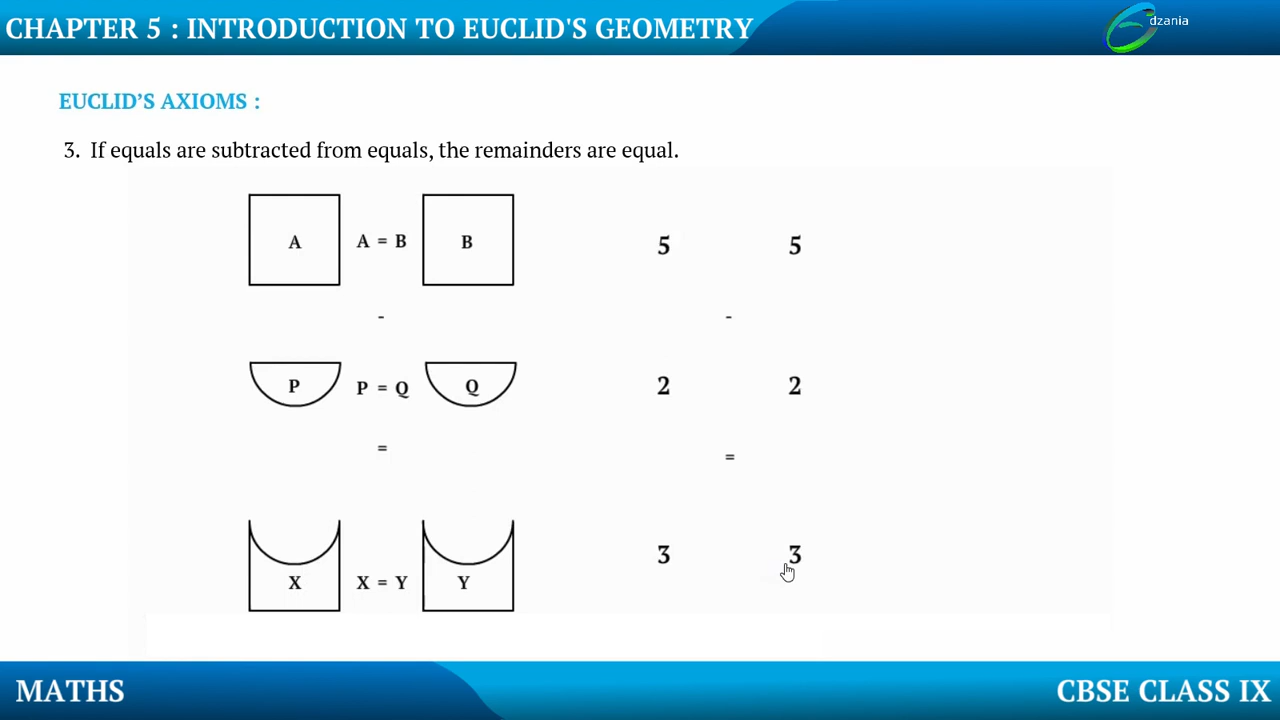 CHAPTER 5 : INTRODUCTION TO EUCLID'S GEOMETRY
Edzania
EUCLID'S AXIOMS :
3. If equals are subtracted from equals, the remainders are equal.
A A = B B 5 5
- -
P P = Q Q 2 2
= =
X X = Y Y 3 3
MATHS CBSE CLASS IX